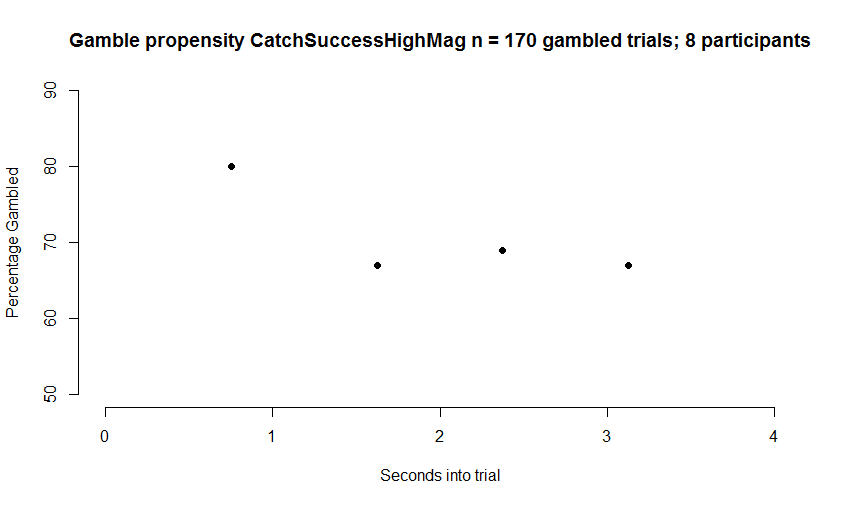 Gamble propensity CatchSuccessHighMag n = 170 gambled trials; 8 participants
Percentage Gambled
90
80
70
60
50
0 1 2 3 4
Seconds into trial